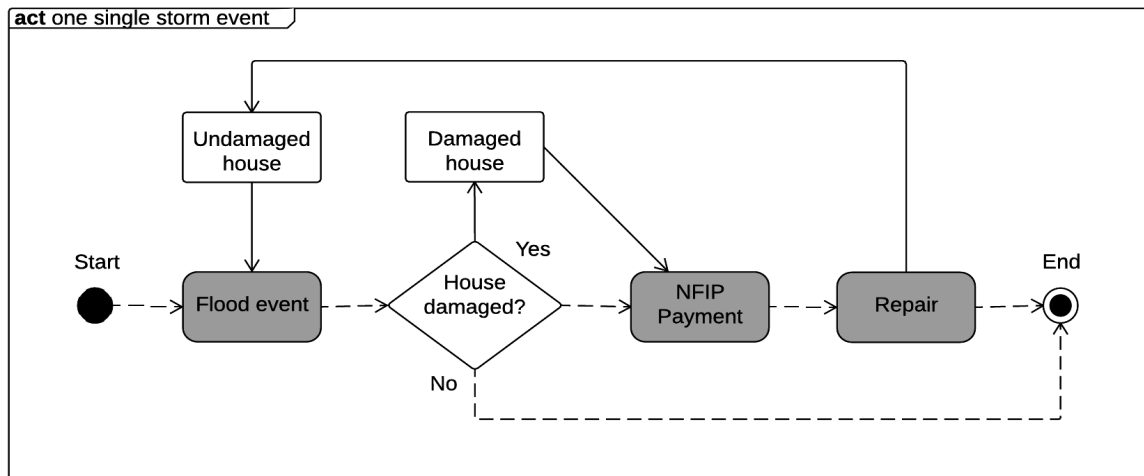 act one single storm event
Undamaged
house
Damaged
house
Start
Flood event
House
damaged?
Yes
No
NFIP
Payment
Repair
End